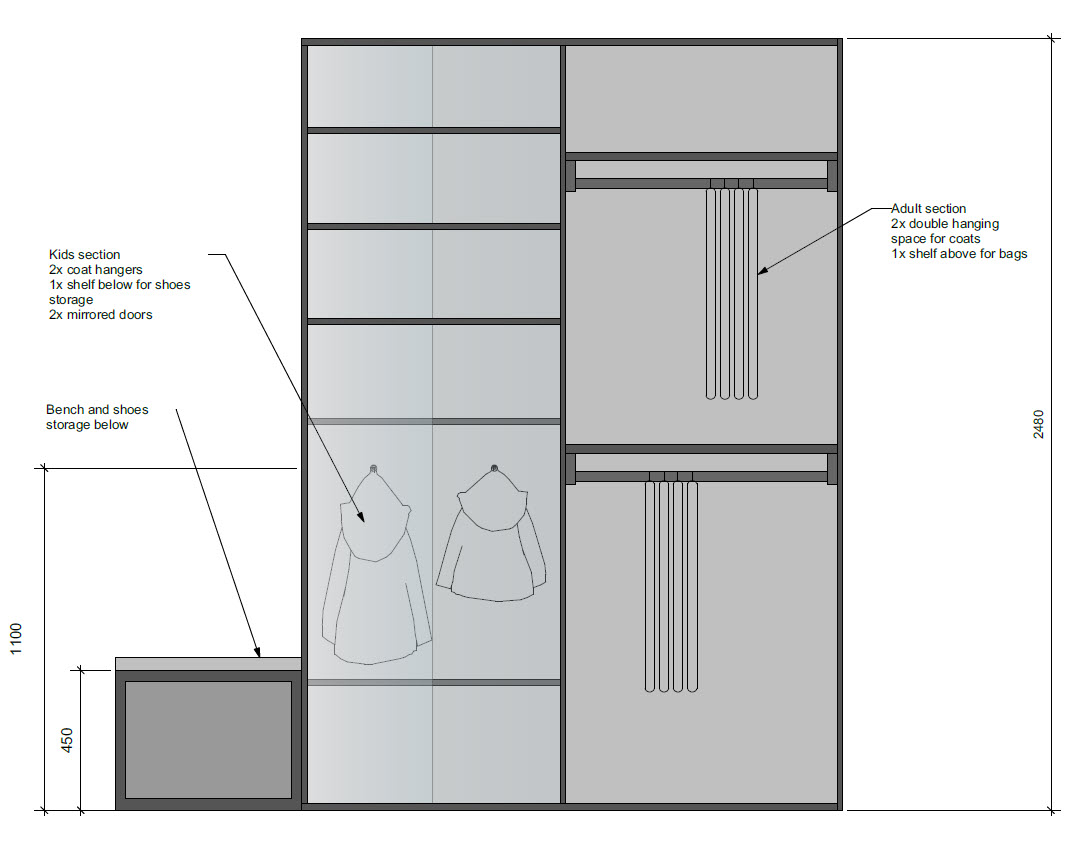 Adult section
2x double hanging
space for coats
1x shelf above for bags
Kids section
2x coat hangers
1x shelf below for shoes
storage
2x mirrored doors
Bench and shoes
storage below
2480
1100
450